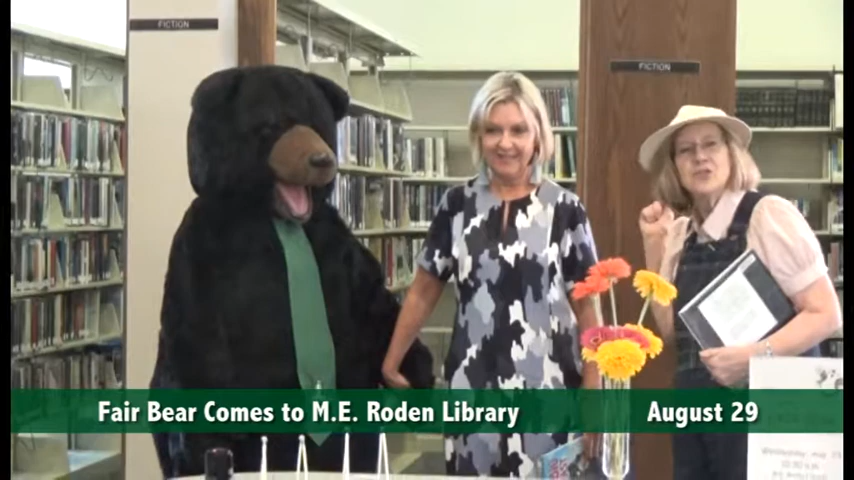 FICTION
FICTION
Fair Bear Comes to M.E. Roden Library
August 29